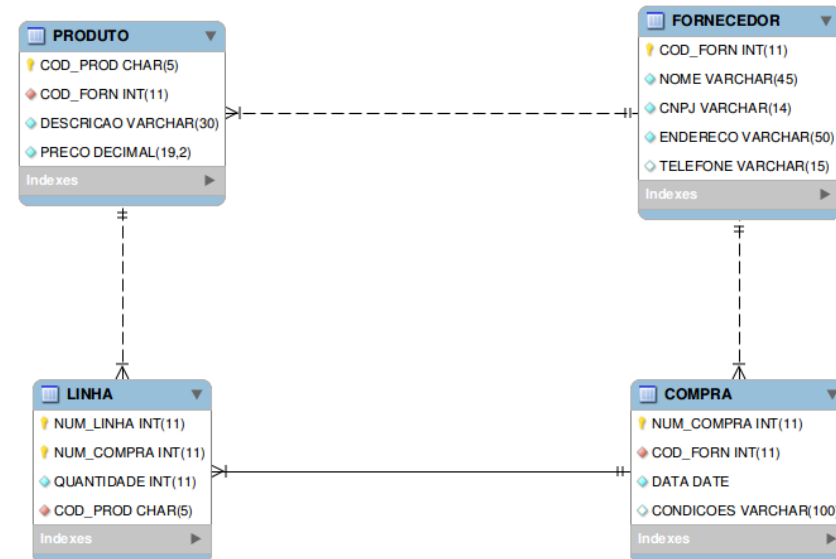 PRODUTO
COD_PROD CHAR(5)
COD_FORN INT(11)
DESCRICAO VARCHAR(30)
PRECO DECIMAL(19,2)
Indexes
FORNECEDOR
COD_FORN INT(11)
NOME VARCHAR(45)
CNPJ VARCHAR(14)
ENDERECO VARCHAR(50)
TELEFONE VARCHAR(15)
Indexes
LINHA
NUM_LINHA INT(11)
NUM_COMPRA INT(11)
QUANTIDADE INT(11)
COD_PROD CHAR(5)
Indexes
COMPRA
NUM_COMPRA INT(11)
COD_FORN INT(11)
DATA DATE
CONDICOES VARCHAR(100
Indexes